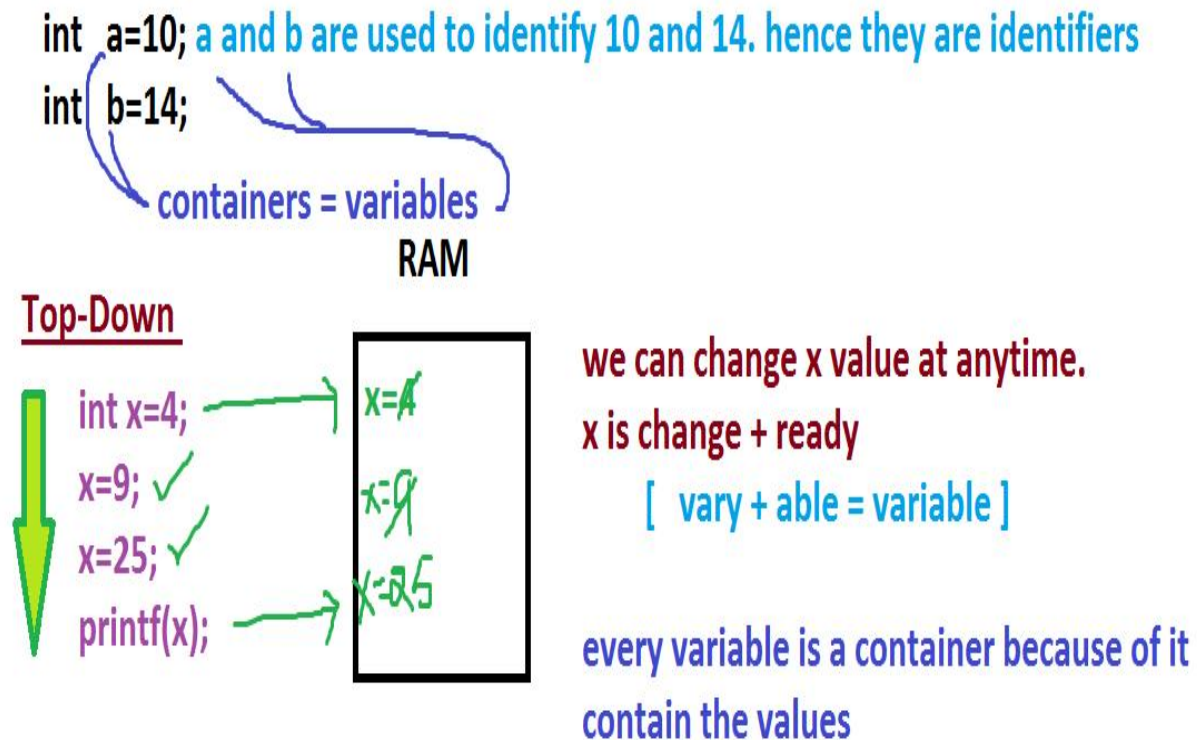 int a=10; a and b are used to identify 10 and 14. hence they are identifiers
int b=14;
containers = variables
RAM
Top-Down
int x=4;
x=9;
x=25;
printf(x);
x=4
x=9
x=25
we can change x value at anytime.
x is change + ready
[ vary + able = variable ]
every variable is a container because of it
contain the values